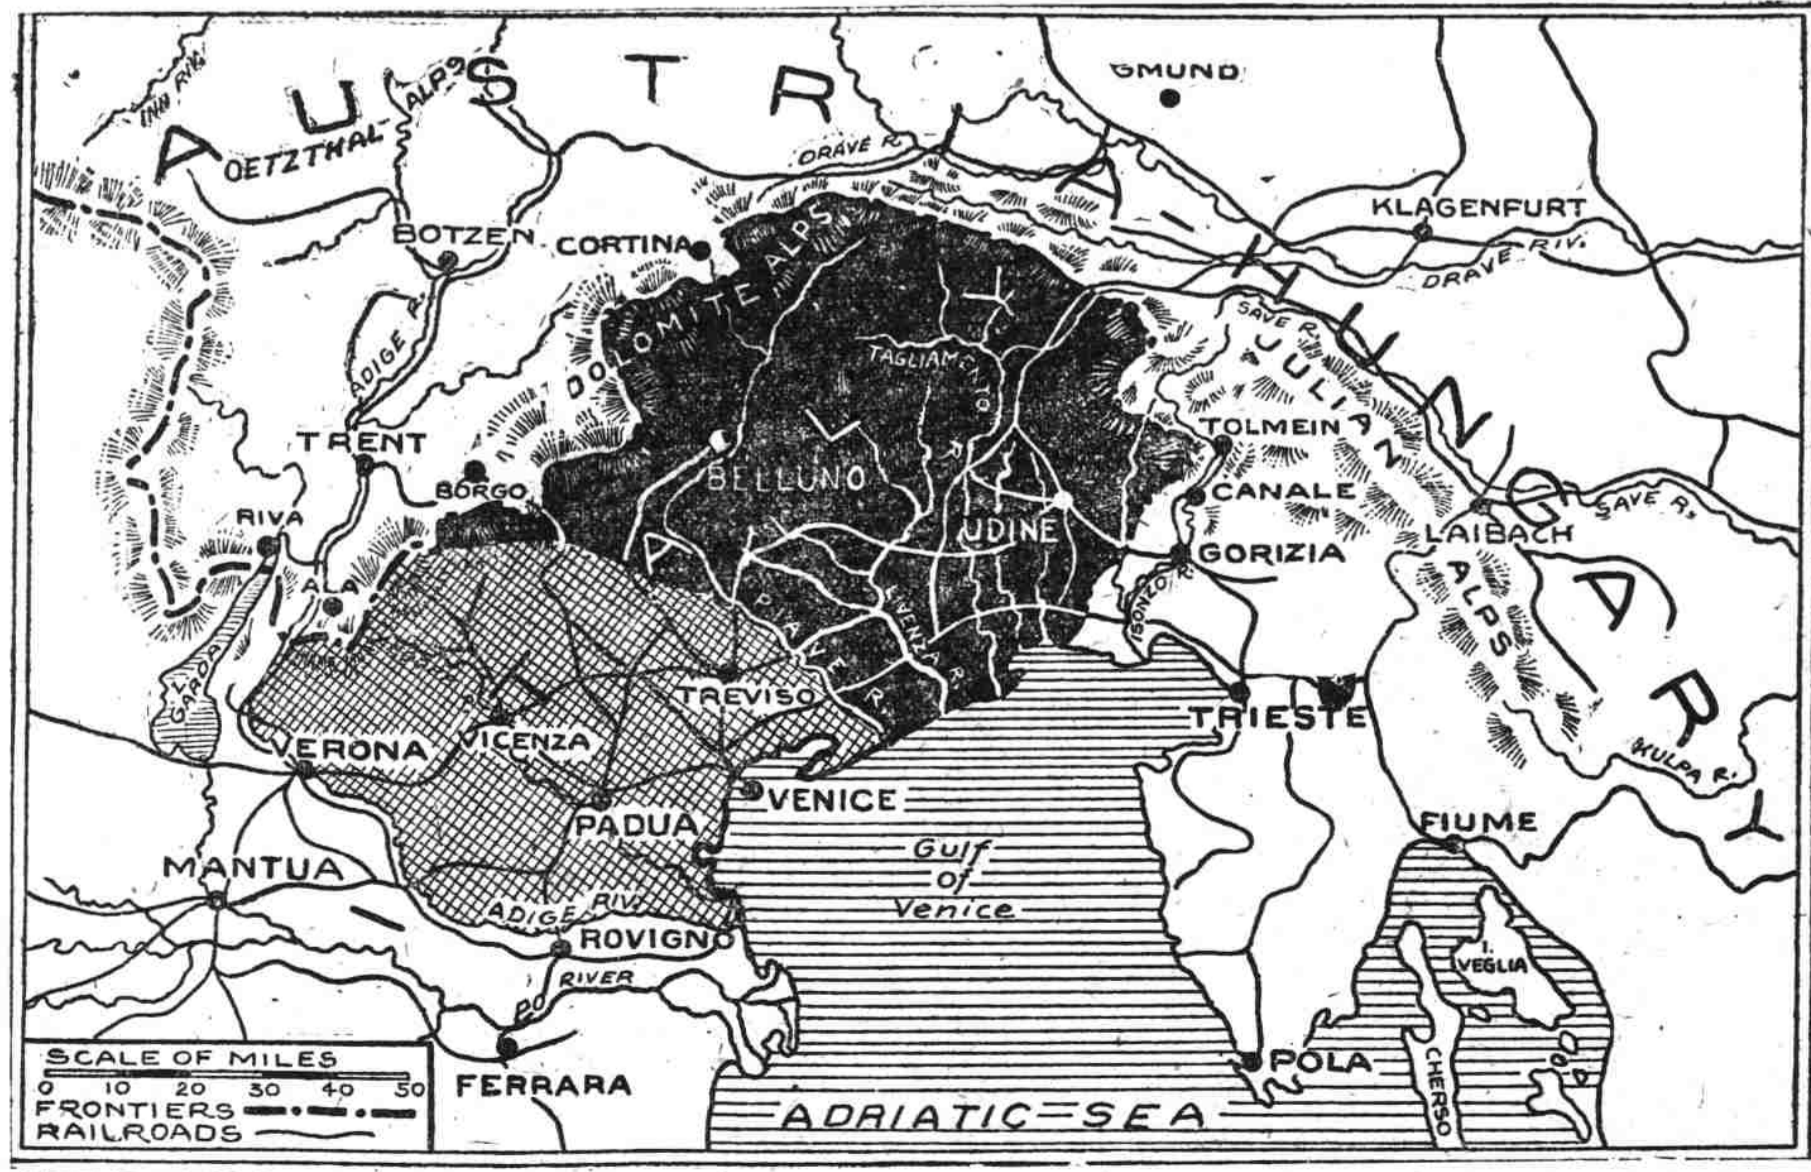 AUSTRIA-HUNGARY
INN RIV.
OETZTHAL ALPS
GMUND
DRAVE R.
KLAGENFURT
DRAVE RIV.
BOTZEN
CORTINA
DOLOMITE ALPS
ADIGE R.
SAVE R.
JULIAN ALPS
TAGLIAMENTO R.
TRENT
TOLMEIN
BORGO
BELLUNO
CANALE
SAVE R.
RIVA
UDINE
LAIBACH
GORIZIA
ALA
ITALY
PIAVE R.
LIVENZA R.
ISONZO R.
L. GARDA
TREVISO
TRIESTE
VERONA
VICENZA
KULPA R.
VENICE
PADUA
FIUME
Gulf
of
Venice
MANTUA
ADIGE RIV.
ROVIGNO
I.
VEGLIA
PO RIVER
SCALE OF MILES
0 10 20 30 40 50
FRONTIERS
RAILROADS
FERRARA
POLA
CHERSO
ADRIATIC SEA